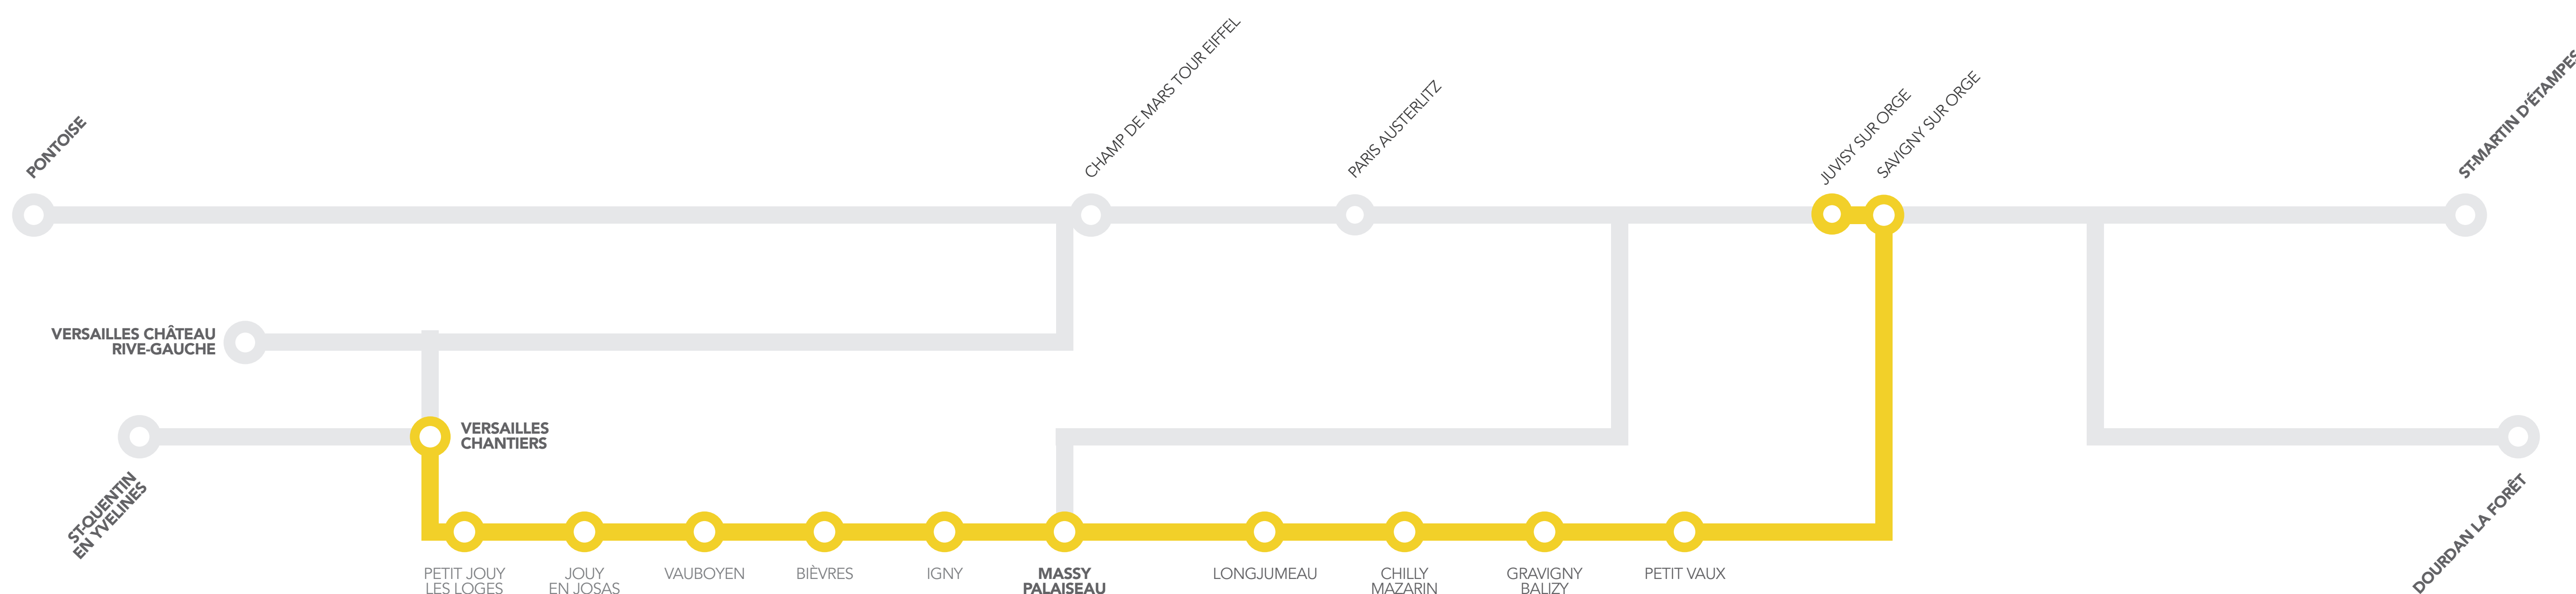 PONTOISE
CHAMP DE MARS TOUR EIFFEL
PARIS AUSTERLITZ
JUVISY SUR ORGE
SAVIGNY SUR ORGE
ST-MARTIN D'ÉTAMPES
VERSAILLES CHÂTEAU
RIVE-GAUCHE
ST-QUENTIN
EN YVELINES
VERSAILLES
CHANTIERS
PETIT JOUY
LES LOGES
JOUY
EN JOSAS
VAUBOYEN
BIÈVRES
IGNY
MASSY
PALAISEAU
LONGJUMEAU
CHILLY
MAZARIN
GRAVIGNY
BALIZY
PETIT VAUX
DOURDAN LA FORÊT